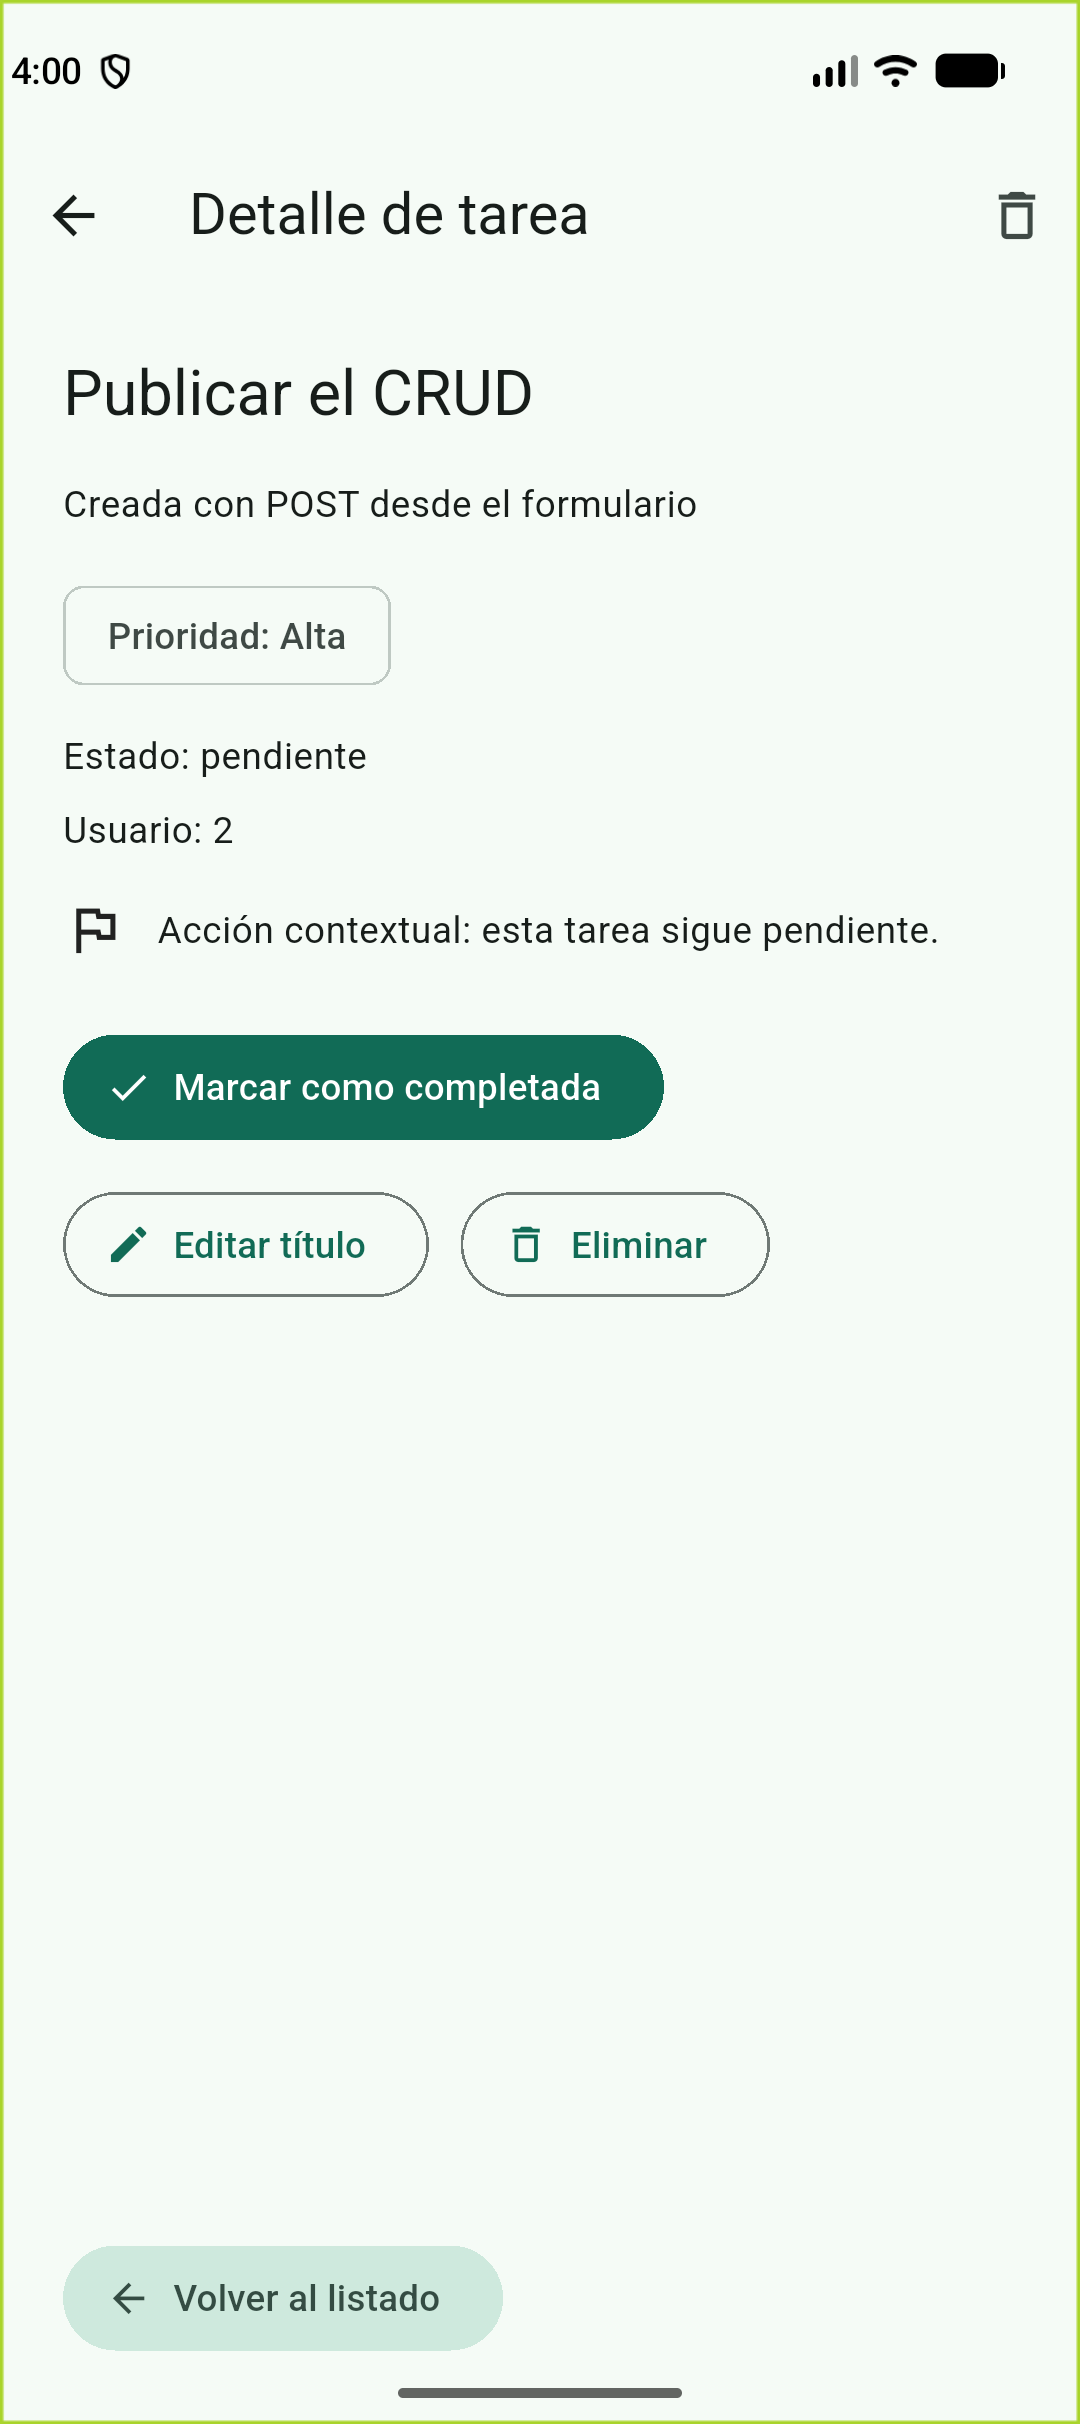 4:00
Detalle de tarea
Publicar el CRUD
Creada con POST desde el formulario
Prioridad: Alta
Estado: pendiente
Usuario: 2
Acción contextual: esta tarea sigue pendiente.
Marcar como completada
Editar título
Eliminar
Volver al listado